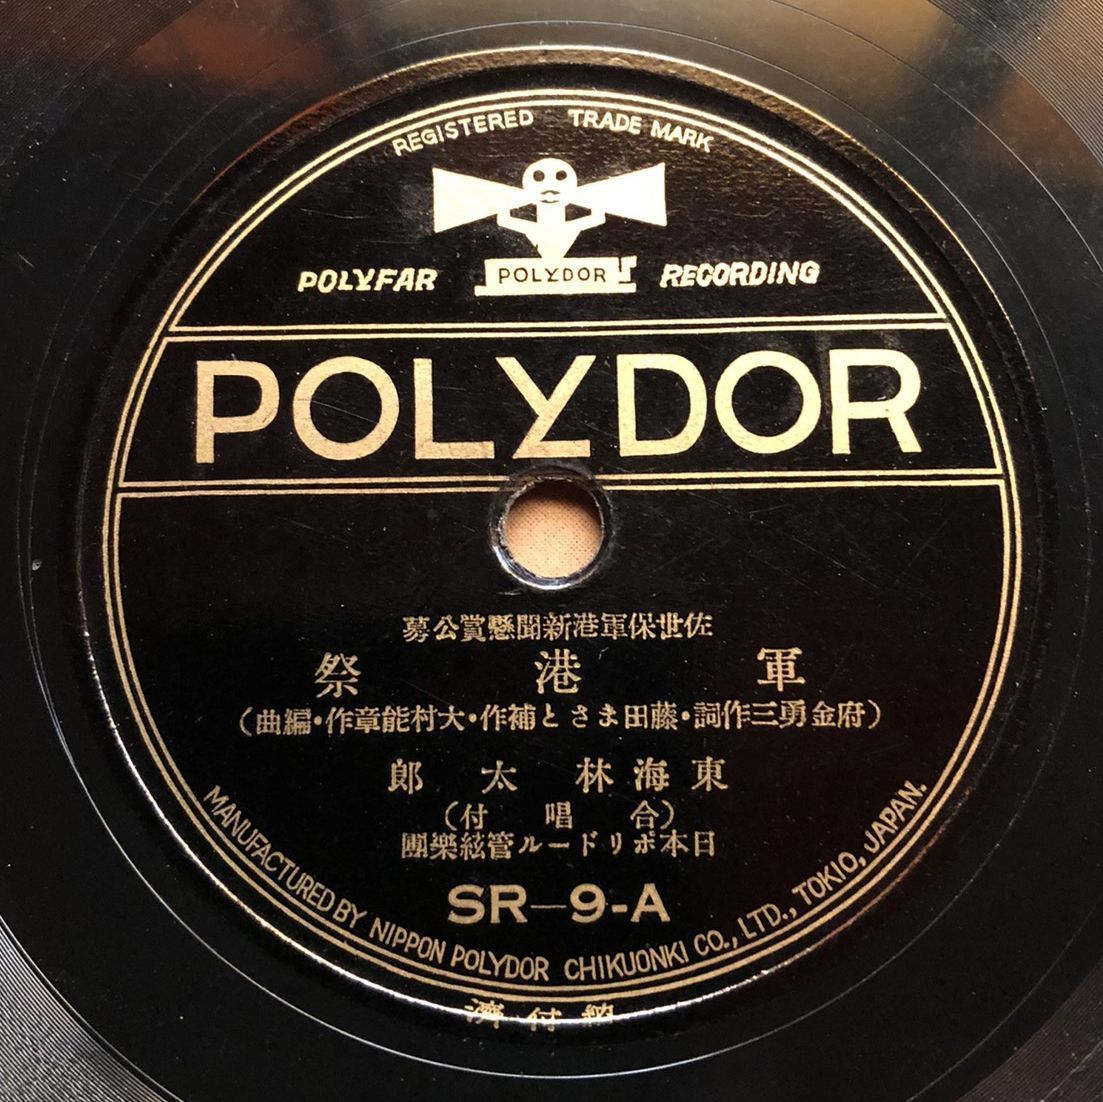 REGISTERED TRADE MARK
POLYFAR POLYDOR RECORDING
POLYDOR
佐世保軍港新聞懸賞公募
軍港祭
(府金勇三作詞・藤田まさと補作・大村能章作・編曲)
東海林太郎
(合唱付)
日本ポリドール管絃樂團
SR-9-A
MANUFACTURED BY NIPPON POLYDOR CHIKUONKI CO., LTD., TOKIO, JAPAN.
納付濟